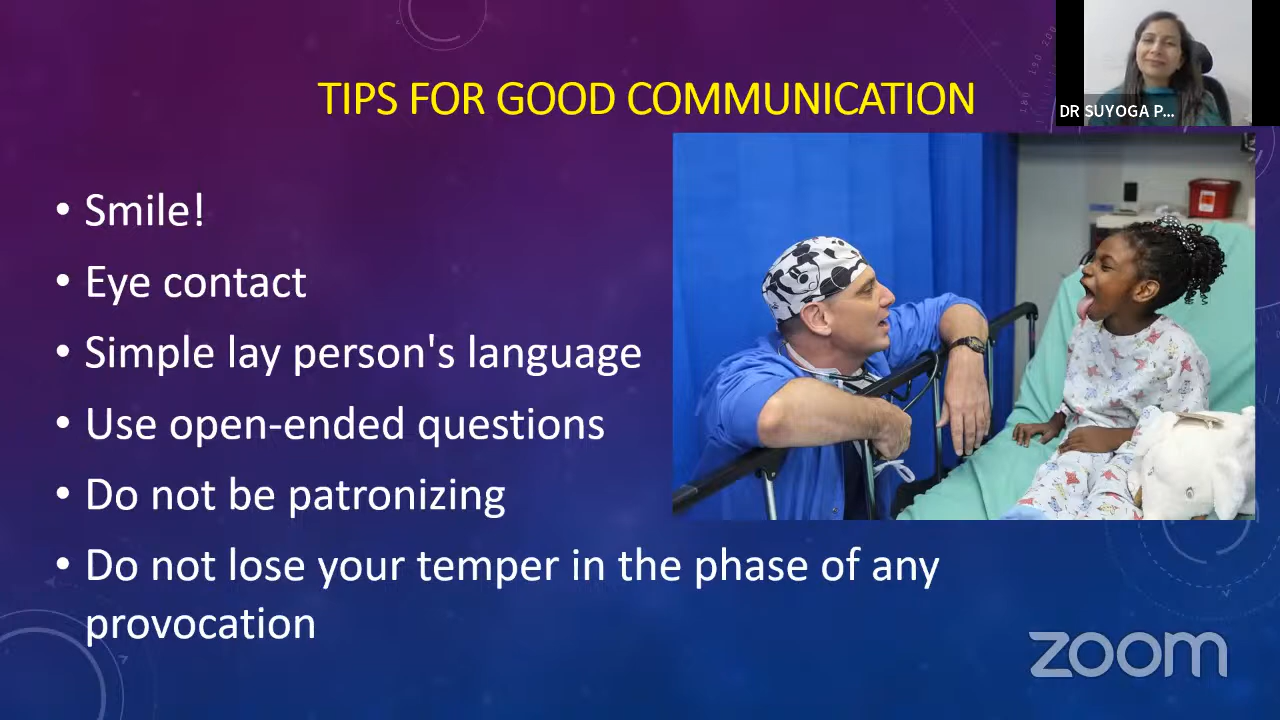 TIPS FOR GOOD COMMUNICATION
DR SUYOGA P...
• Smile!
• Eye contact
• Simple lay person's language
• Use open-ended questions
• Do not be patronizing
• Do not lose your temper in the phase of any
provocation
zoom